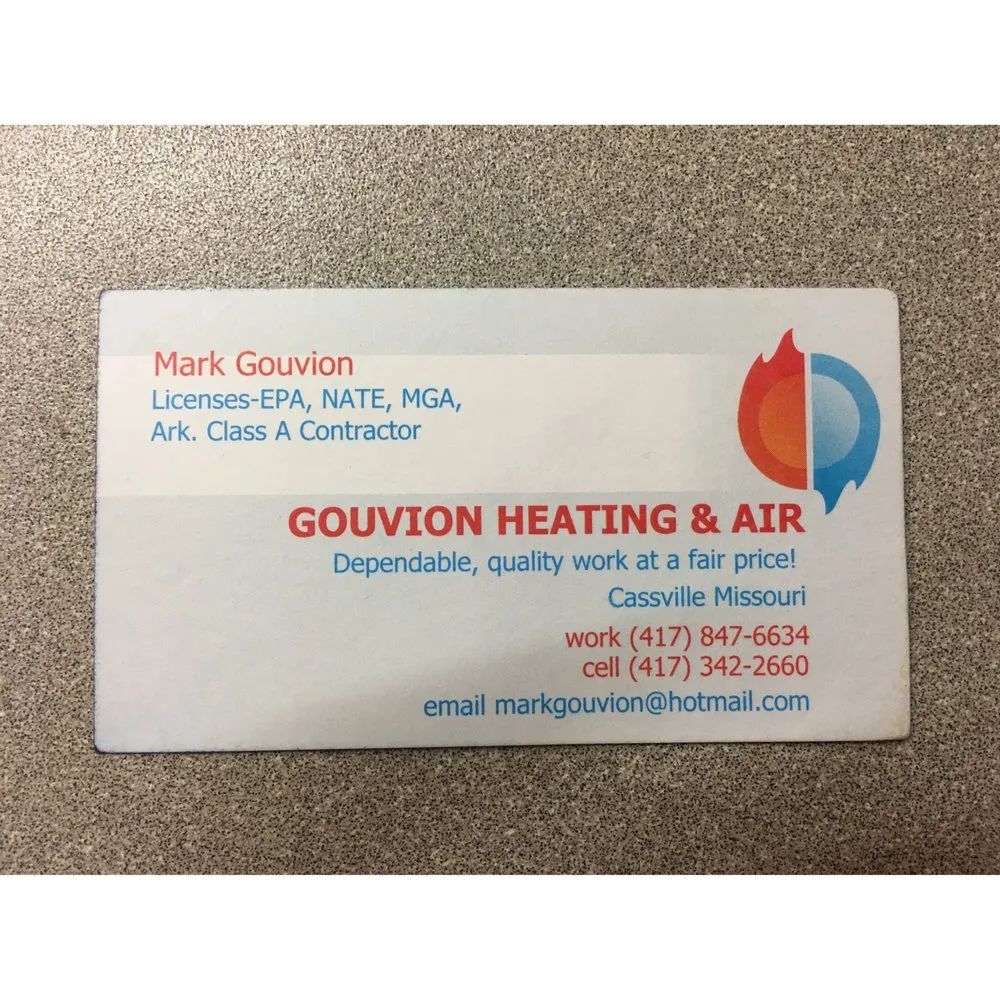 Mark Gouvion
Licenses-EPA, NATE, MGA,
Ark. Class A Contractor
GOUVION HEATING & AIR
Dependable, quality work at a fair price!
Cassville Missouri
work (417) 847-6634
cell (417) 342-2660
email markgouvion@hotmail.com